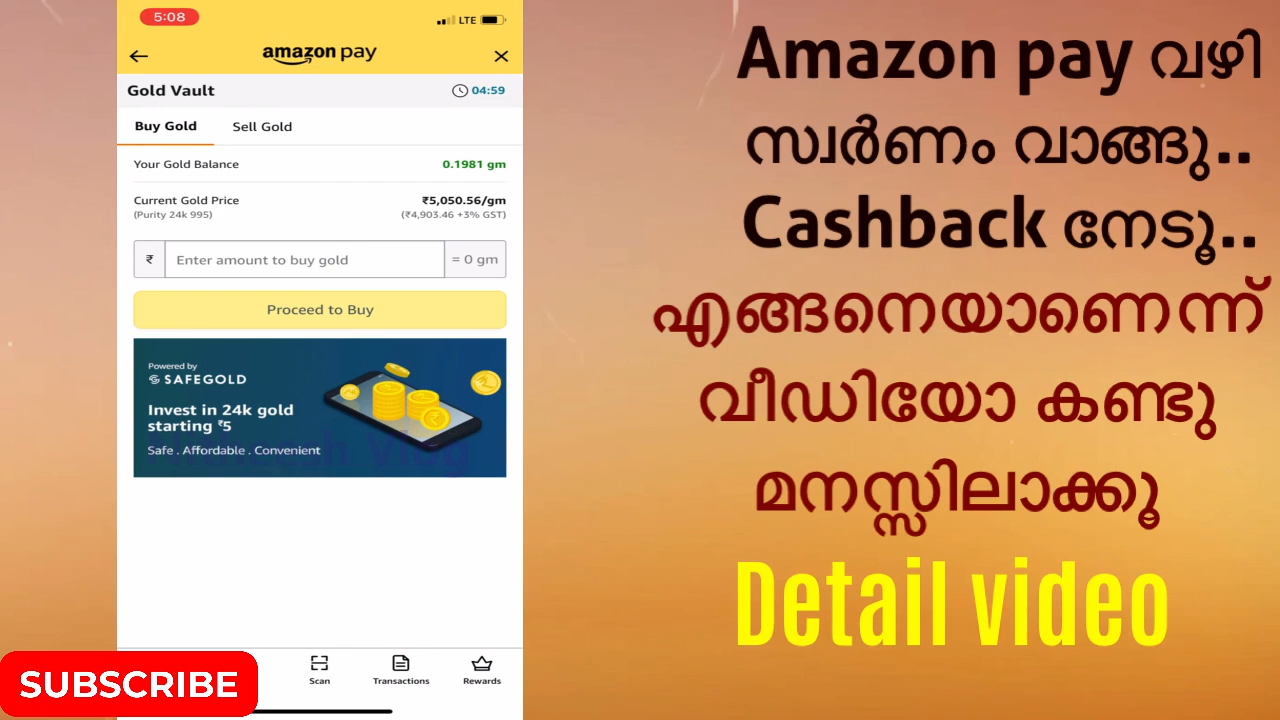 5:08
LTE
amazon pay
Gold Vault
04:59
Buy Gold
Sell Gold
Your Gold Balance
0.1981 gm
Current Gold Price
₹5,050.56/gm
(Purity 24k 995)
(₹4,903.46 +3% GST)
₹
Enter amount to buy gold
= 0 gm
Proceed to Buy
Powered by
SAFEGOLD
Invest in 24k gold
starting ₹5
Safe . Affordable . Convenient
Vlog
Scan
Transactions
Rewards
SUBSCRIBE
Amazon pay വഴി
സ്വർണം വാങ്ങു..
Cashback നേടൂ..
എങ്ങനെയാണെന്ന്
വീഡിയോ കണ്ടു
മനസ്സിലാക്കൂ
Detail video